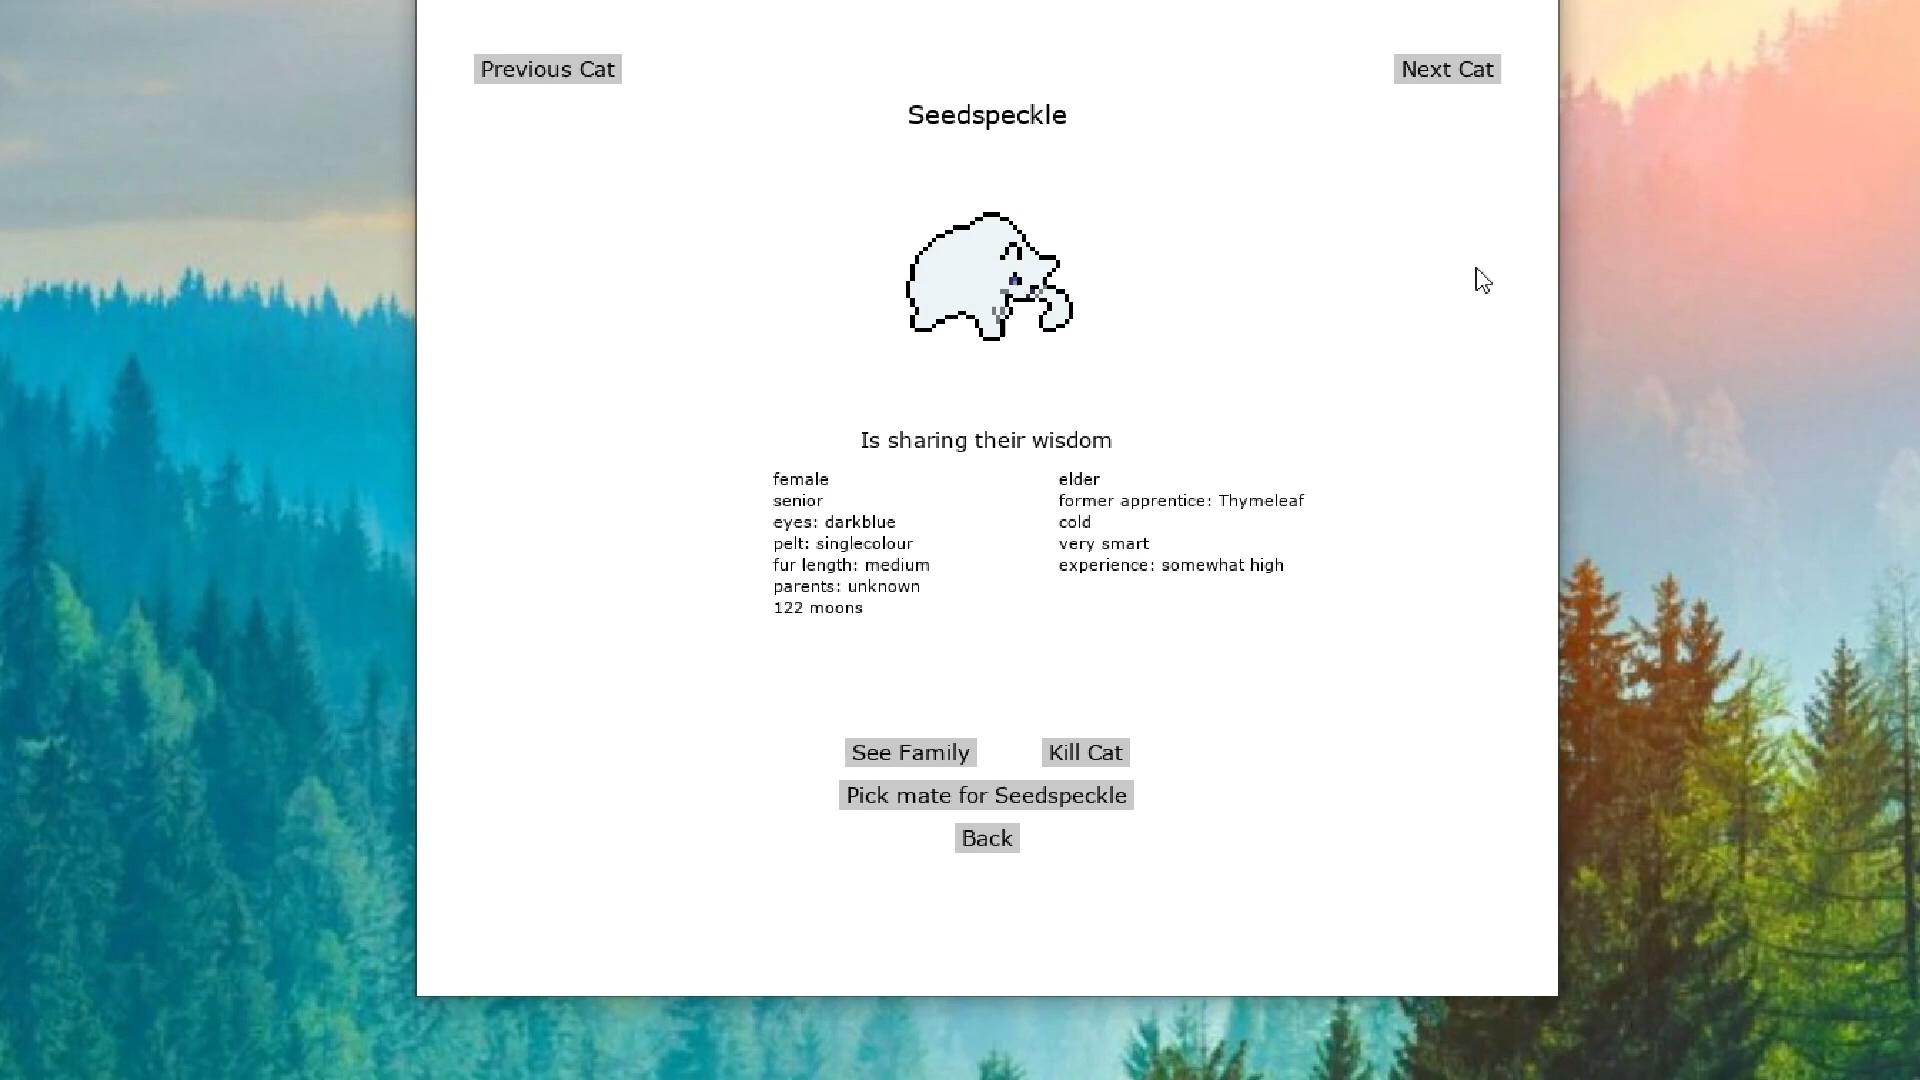 Previous Cat
Next Cat
Seedspeckle
Is sharing their wisdom
female
senior
eyes: darkblue
pelt: singlecolour
fur length: medium
parents: unknown
122 moons
elder
former apprentice: Thymeleaf
cold
very smart
experience: somewhat high
See Family
Kill Cat
Pick mate for Seedspeckle
Back